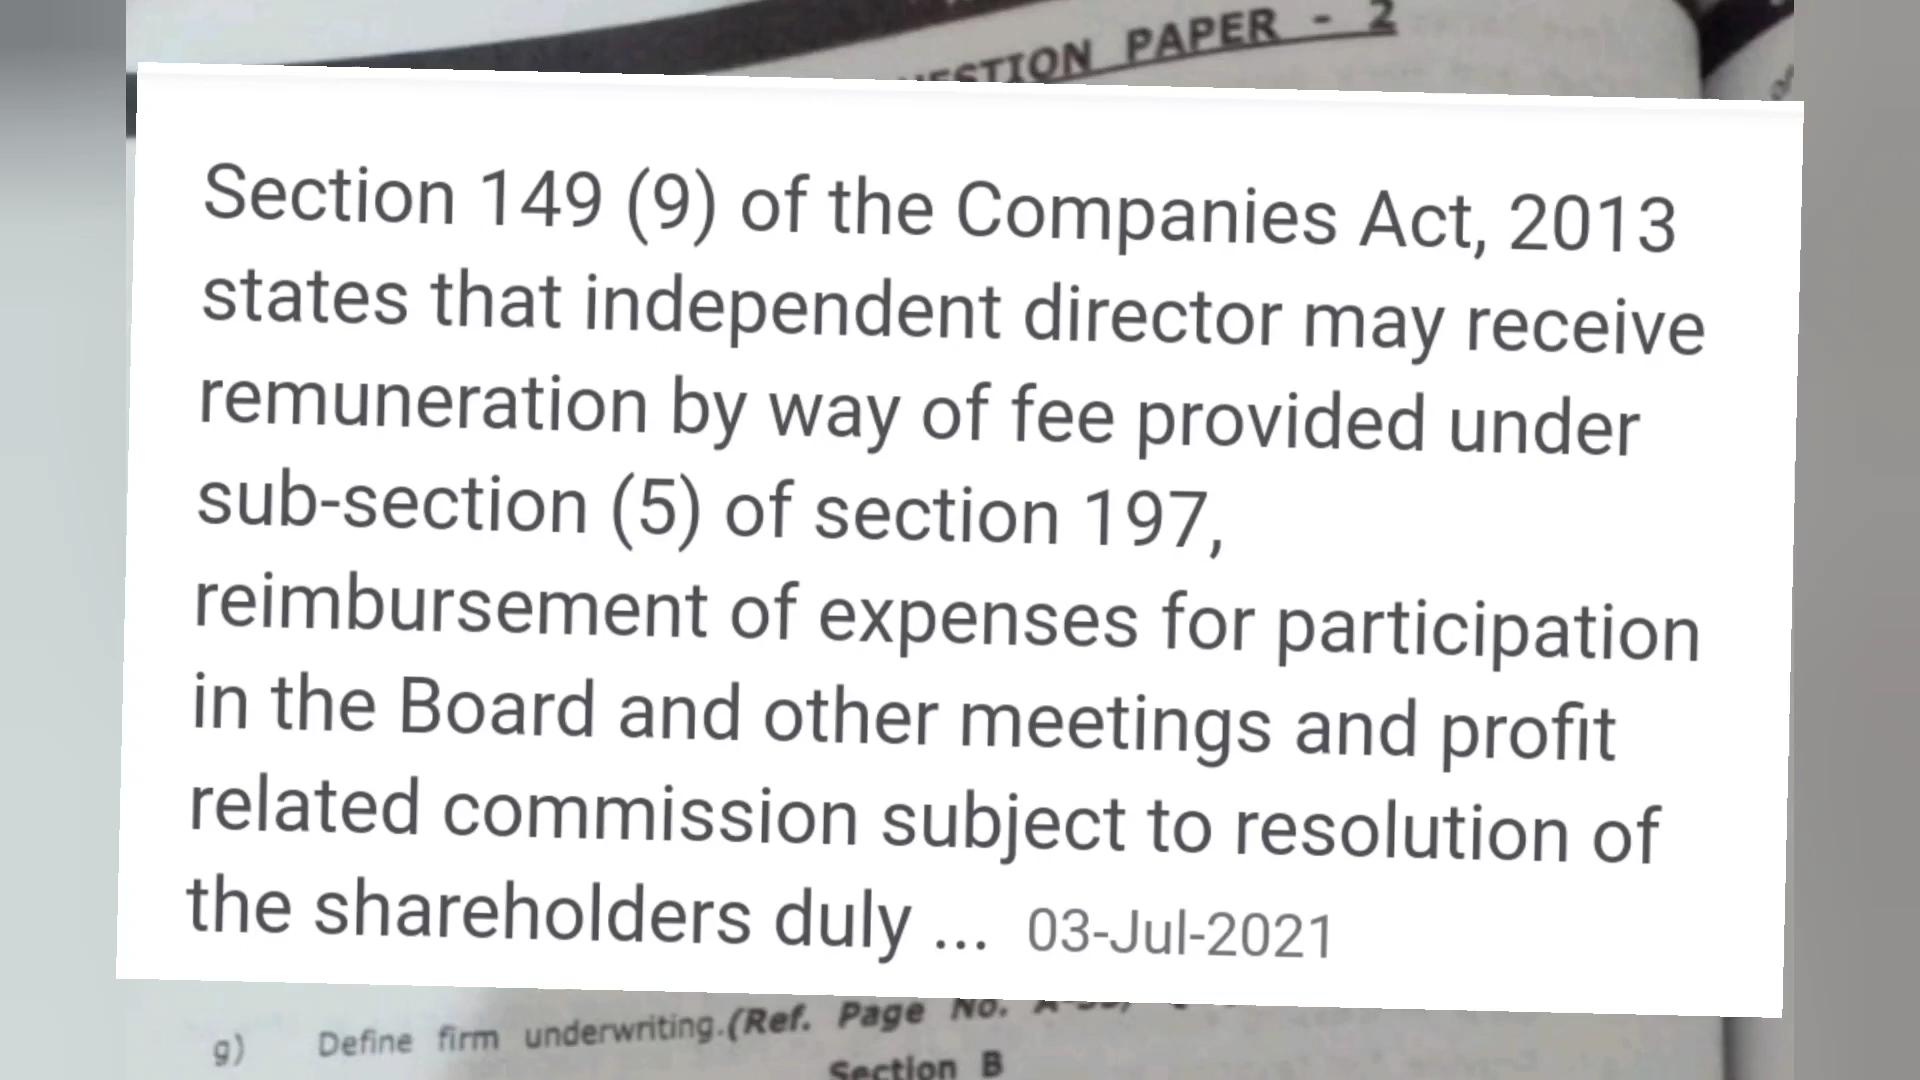 QUESTION PAPER - 2
Section 149 (9) of the Companies Act, 2013
states that independent director may receive
remuneration by way of fee provided under
sub-section (5) of section 197,
reimbursement of expenses for participation
in the Board and other meetings and profit
related commission subject to resolution of
the shareholders duly ... 03-Jul-2021
g) Define firm underwriting.(Ref. Page No.
Section B